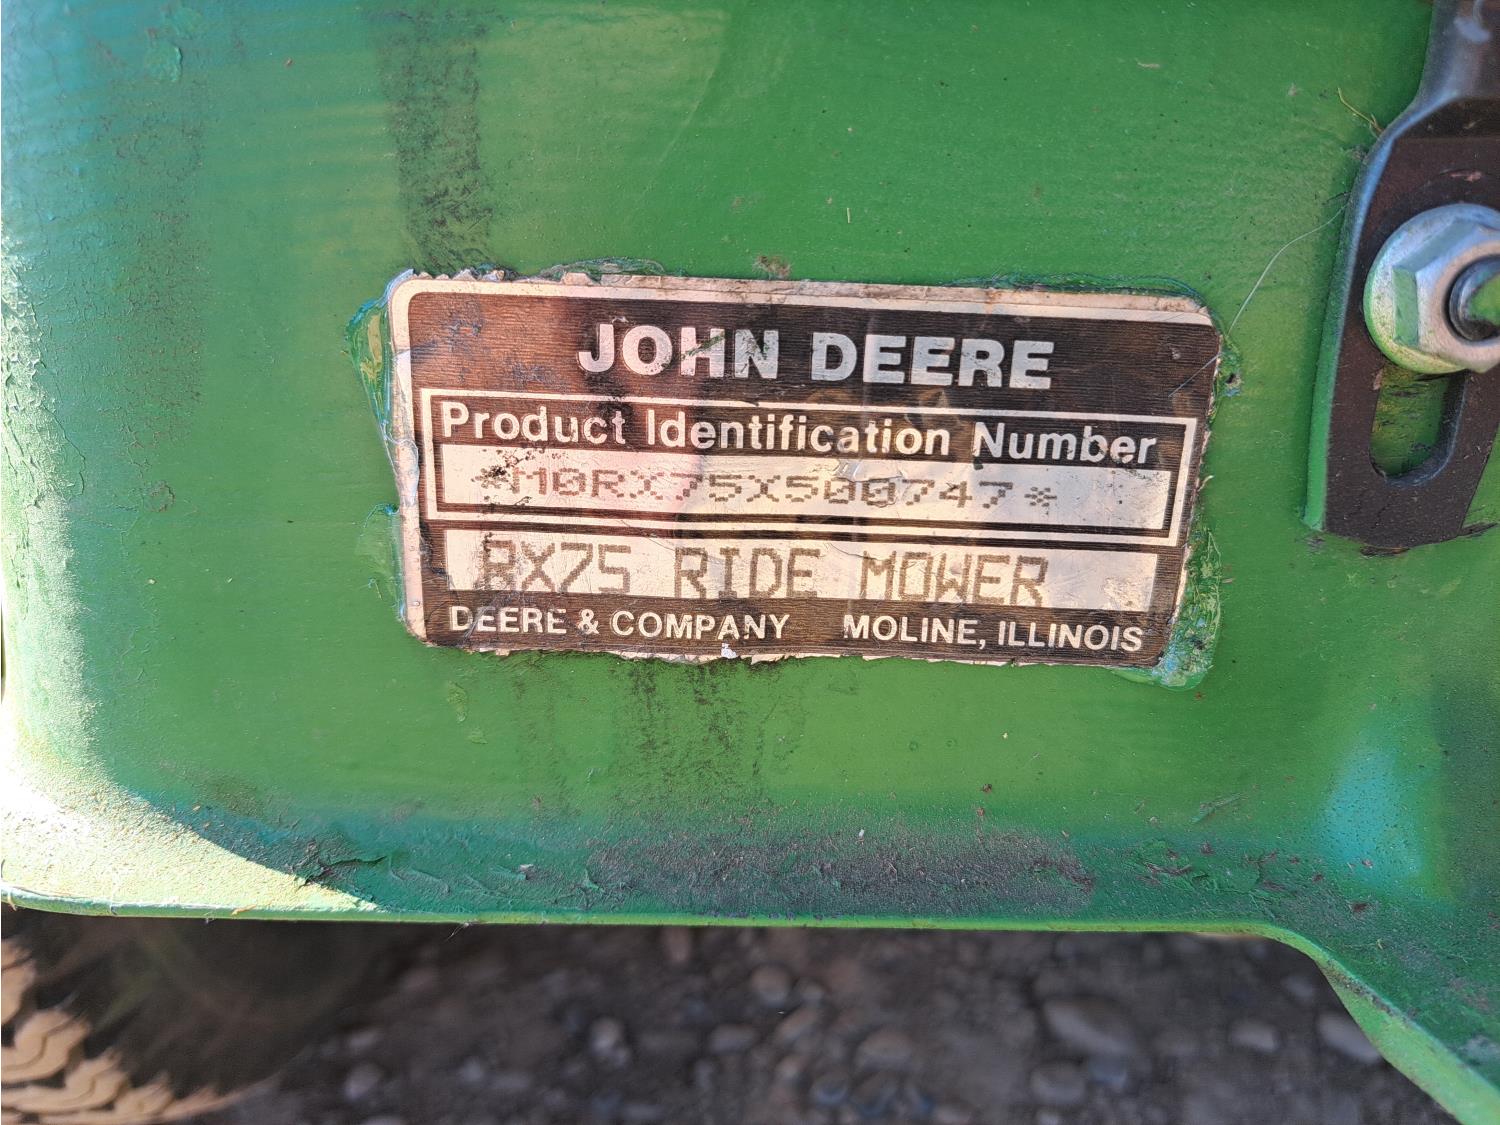 JOHN DEERE
Product Identification Number
*M0RX75X500747*
RX75 RIDE MOWER
DEERE & COMPANY MOLINE, ILLINOIS